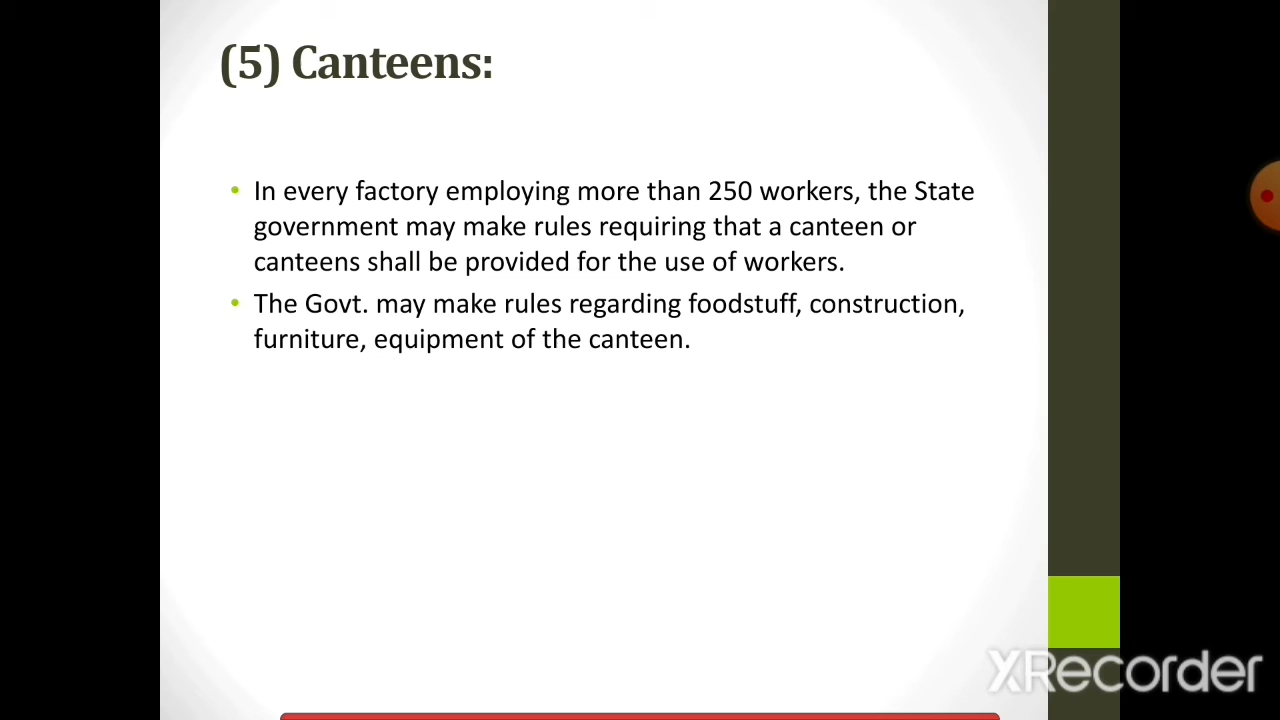 (5) Canteens:
• In every factory employing more than 250 workers, the State
government may make rules requiring that a canteen or
canteens shall be provided for the use of workers.
• The Govt. may make rules regarding foodstuff, construction,
furniture, equipment of the canteen.
XRecorder